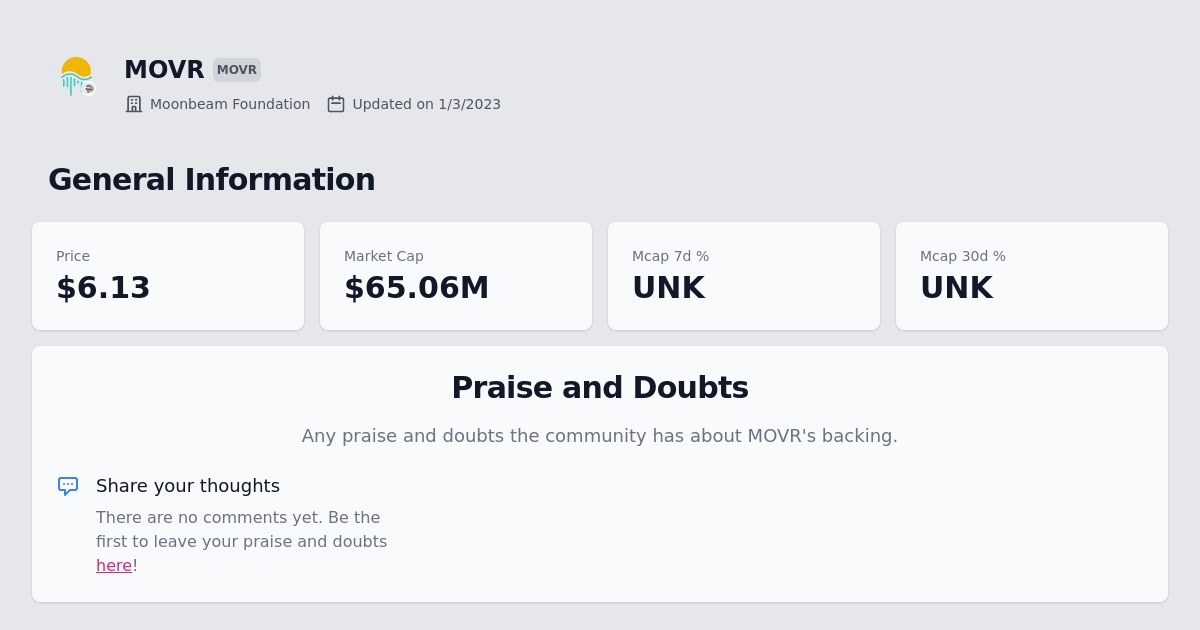 MOVR MOVR
Moonbeam Foundation Updated on 1/3/2023
General Information
Price Market Cap Mcap 7d % Mcap 30d %
$6.13 $65.06M UNK UNK
Praise and Doubts
Any praise and doubts the community has about MOVR's backing.
Share your thoughts
There are no comments yet. Be the
first to leave your praise and doubts
here!